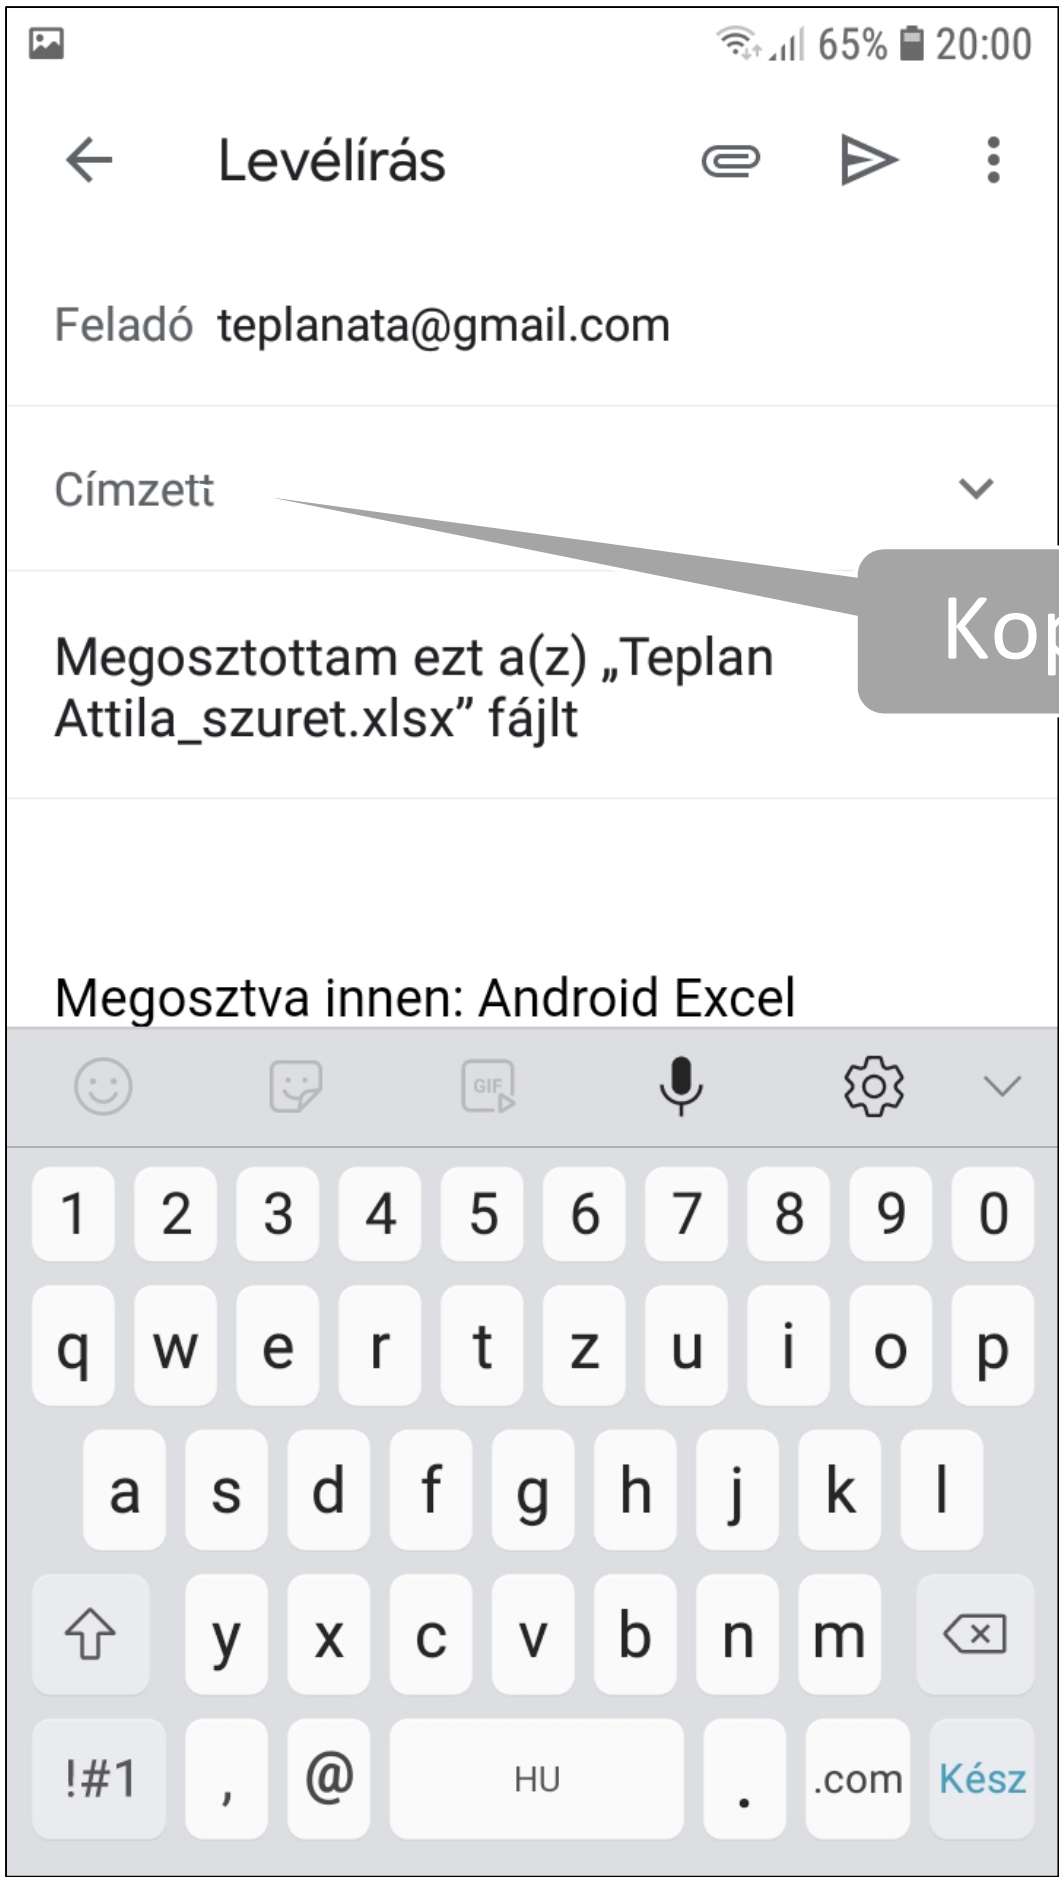 65% 20:00
Levélírás
Feladó teplanata@gmail.com
Címzett
Megosztottam ezt a(z) „Teplan
Attila_szuret.xlsx” fájlt
Megosztva innen: Android Excel
GIF
1 2 3 4 5 6 7 8 9 0
q w e r t z u i o p
a s d f g h j k l
y x c v b n m
!#1 , @ HU . .com Kész